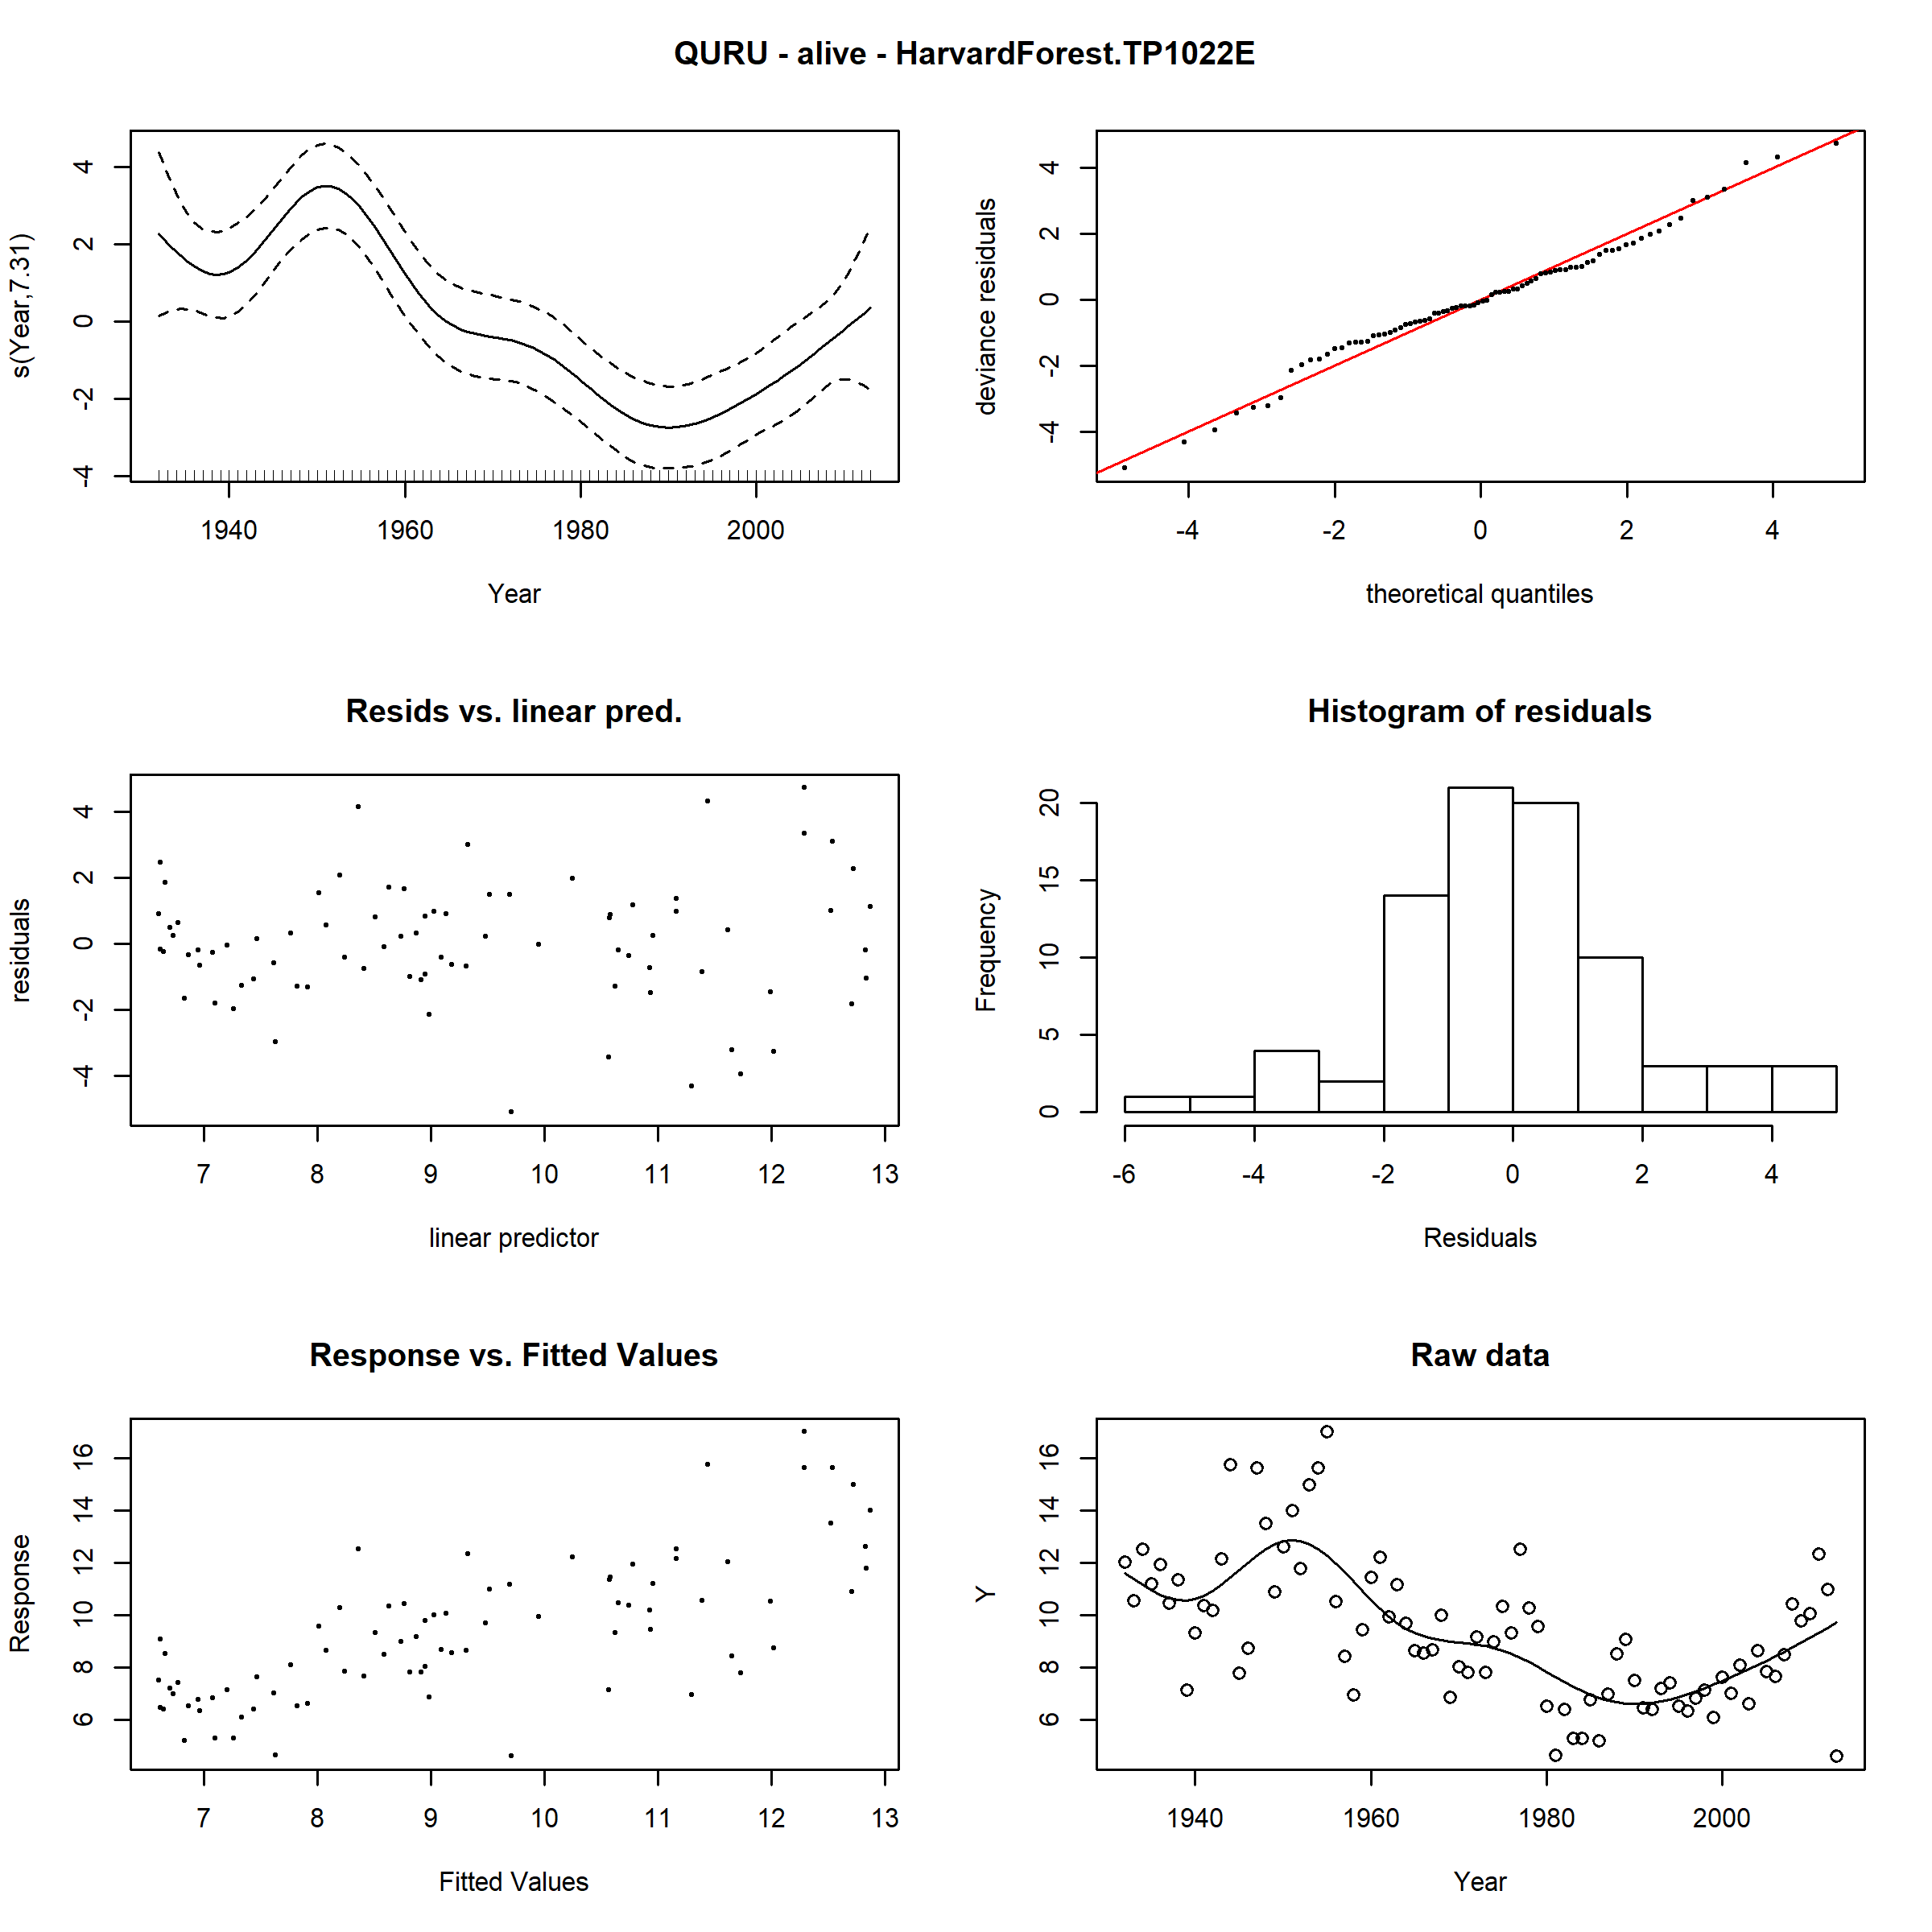 QURU - alive - HarvardForest.TP1022E
s(Year,7.31)
4
2
0
-2
-4
1940 1960 1980 2000
Year
deviance residuals
4
2
0
-2
-4
-4 -2 0 2 4
theoretical quantiles
Resids vs. linear pred.
residuals
4
2
0
-2
-4
7 8 9 10 11 12 13
linear predictor
Histogram of residuals
Frequency
20
15
10
5
0
-6 -4 -2 0 2 4
Residuals
Response vs. Fitted Values
Response
16
14
12
10
8
6
7 8 9 10 11 12 13
Fitted Values
Raw data
Y
16
14
12
10
8
6
1940 1960 1980 2000
Year